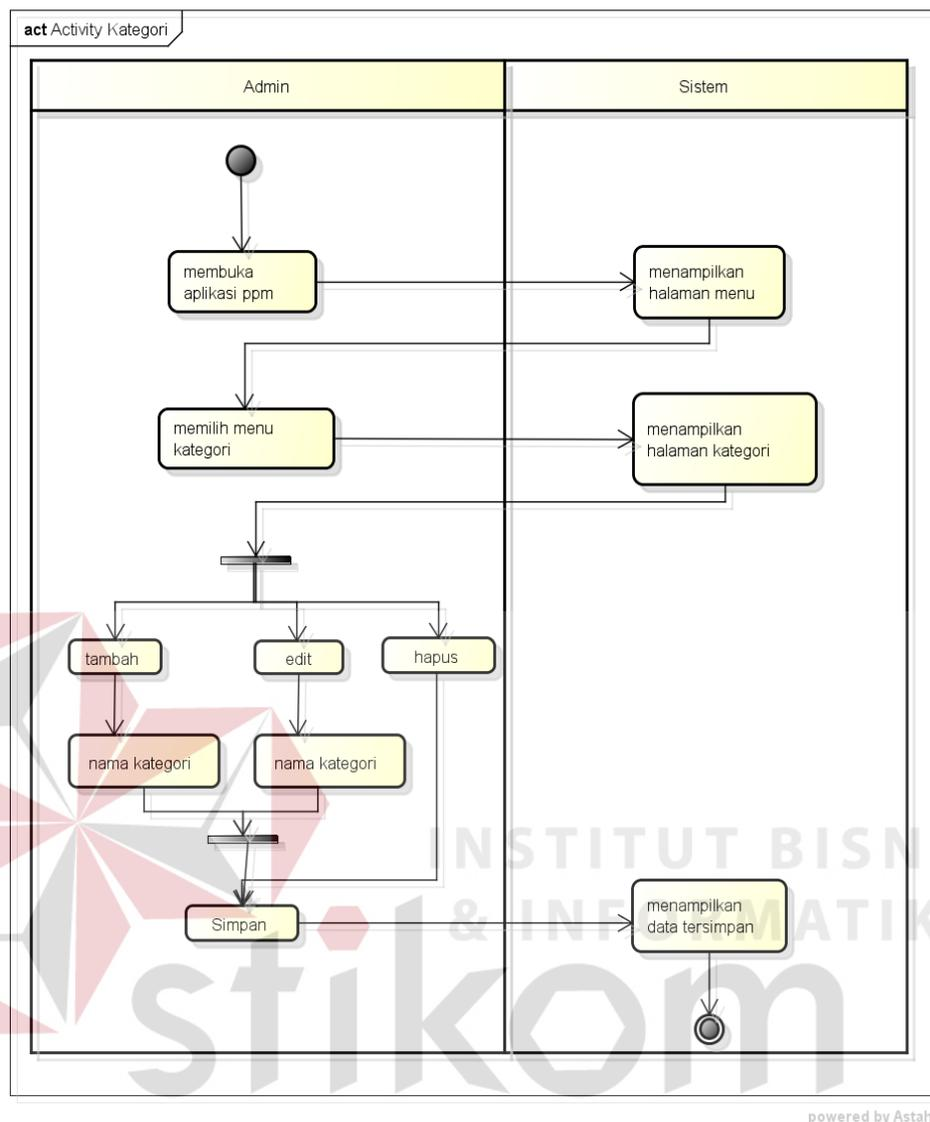 act Activity Kategori
Admin
Sistem
membuka
aplikasi ppm
menampilkan
halaman menu
memilih menu
kategori
menampilkan
halaman kategori
tambah
edit
hapus
nama kategori
nama kategori
INSTITUT BISN
& INFORMATIK
Simpan
menampilkan
data tersimpan
stikom
powered by Astah